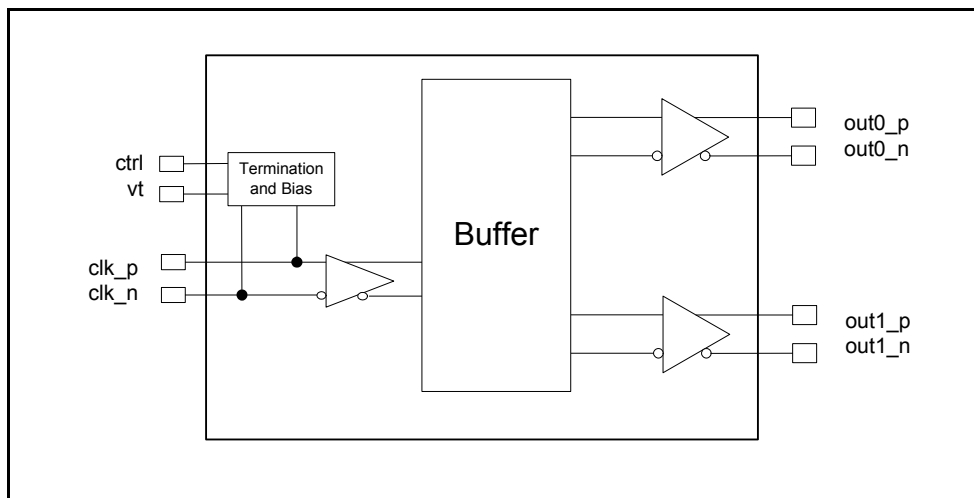 ctrl
vt
Termination
and Bias
clk_p
clk_n
Buffer
out0_p
out0_n
out1_p
out1_n